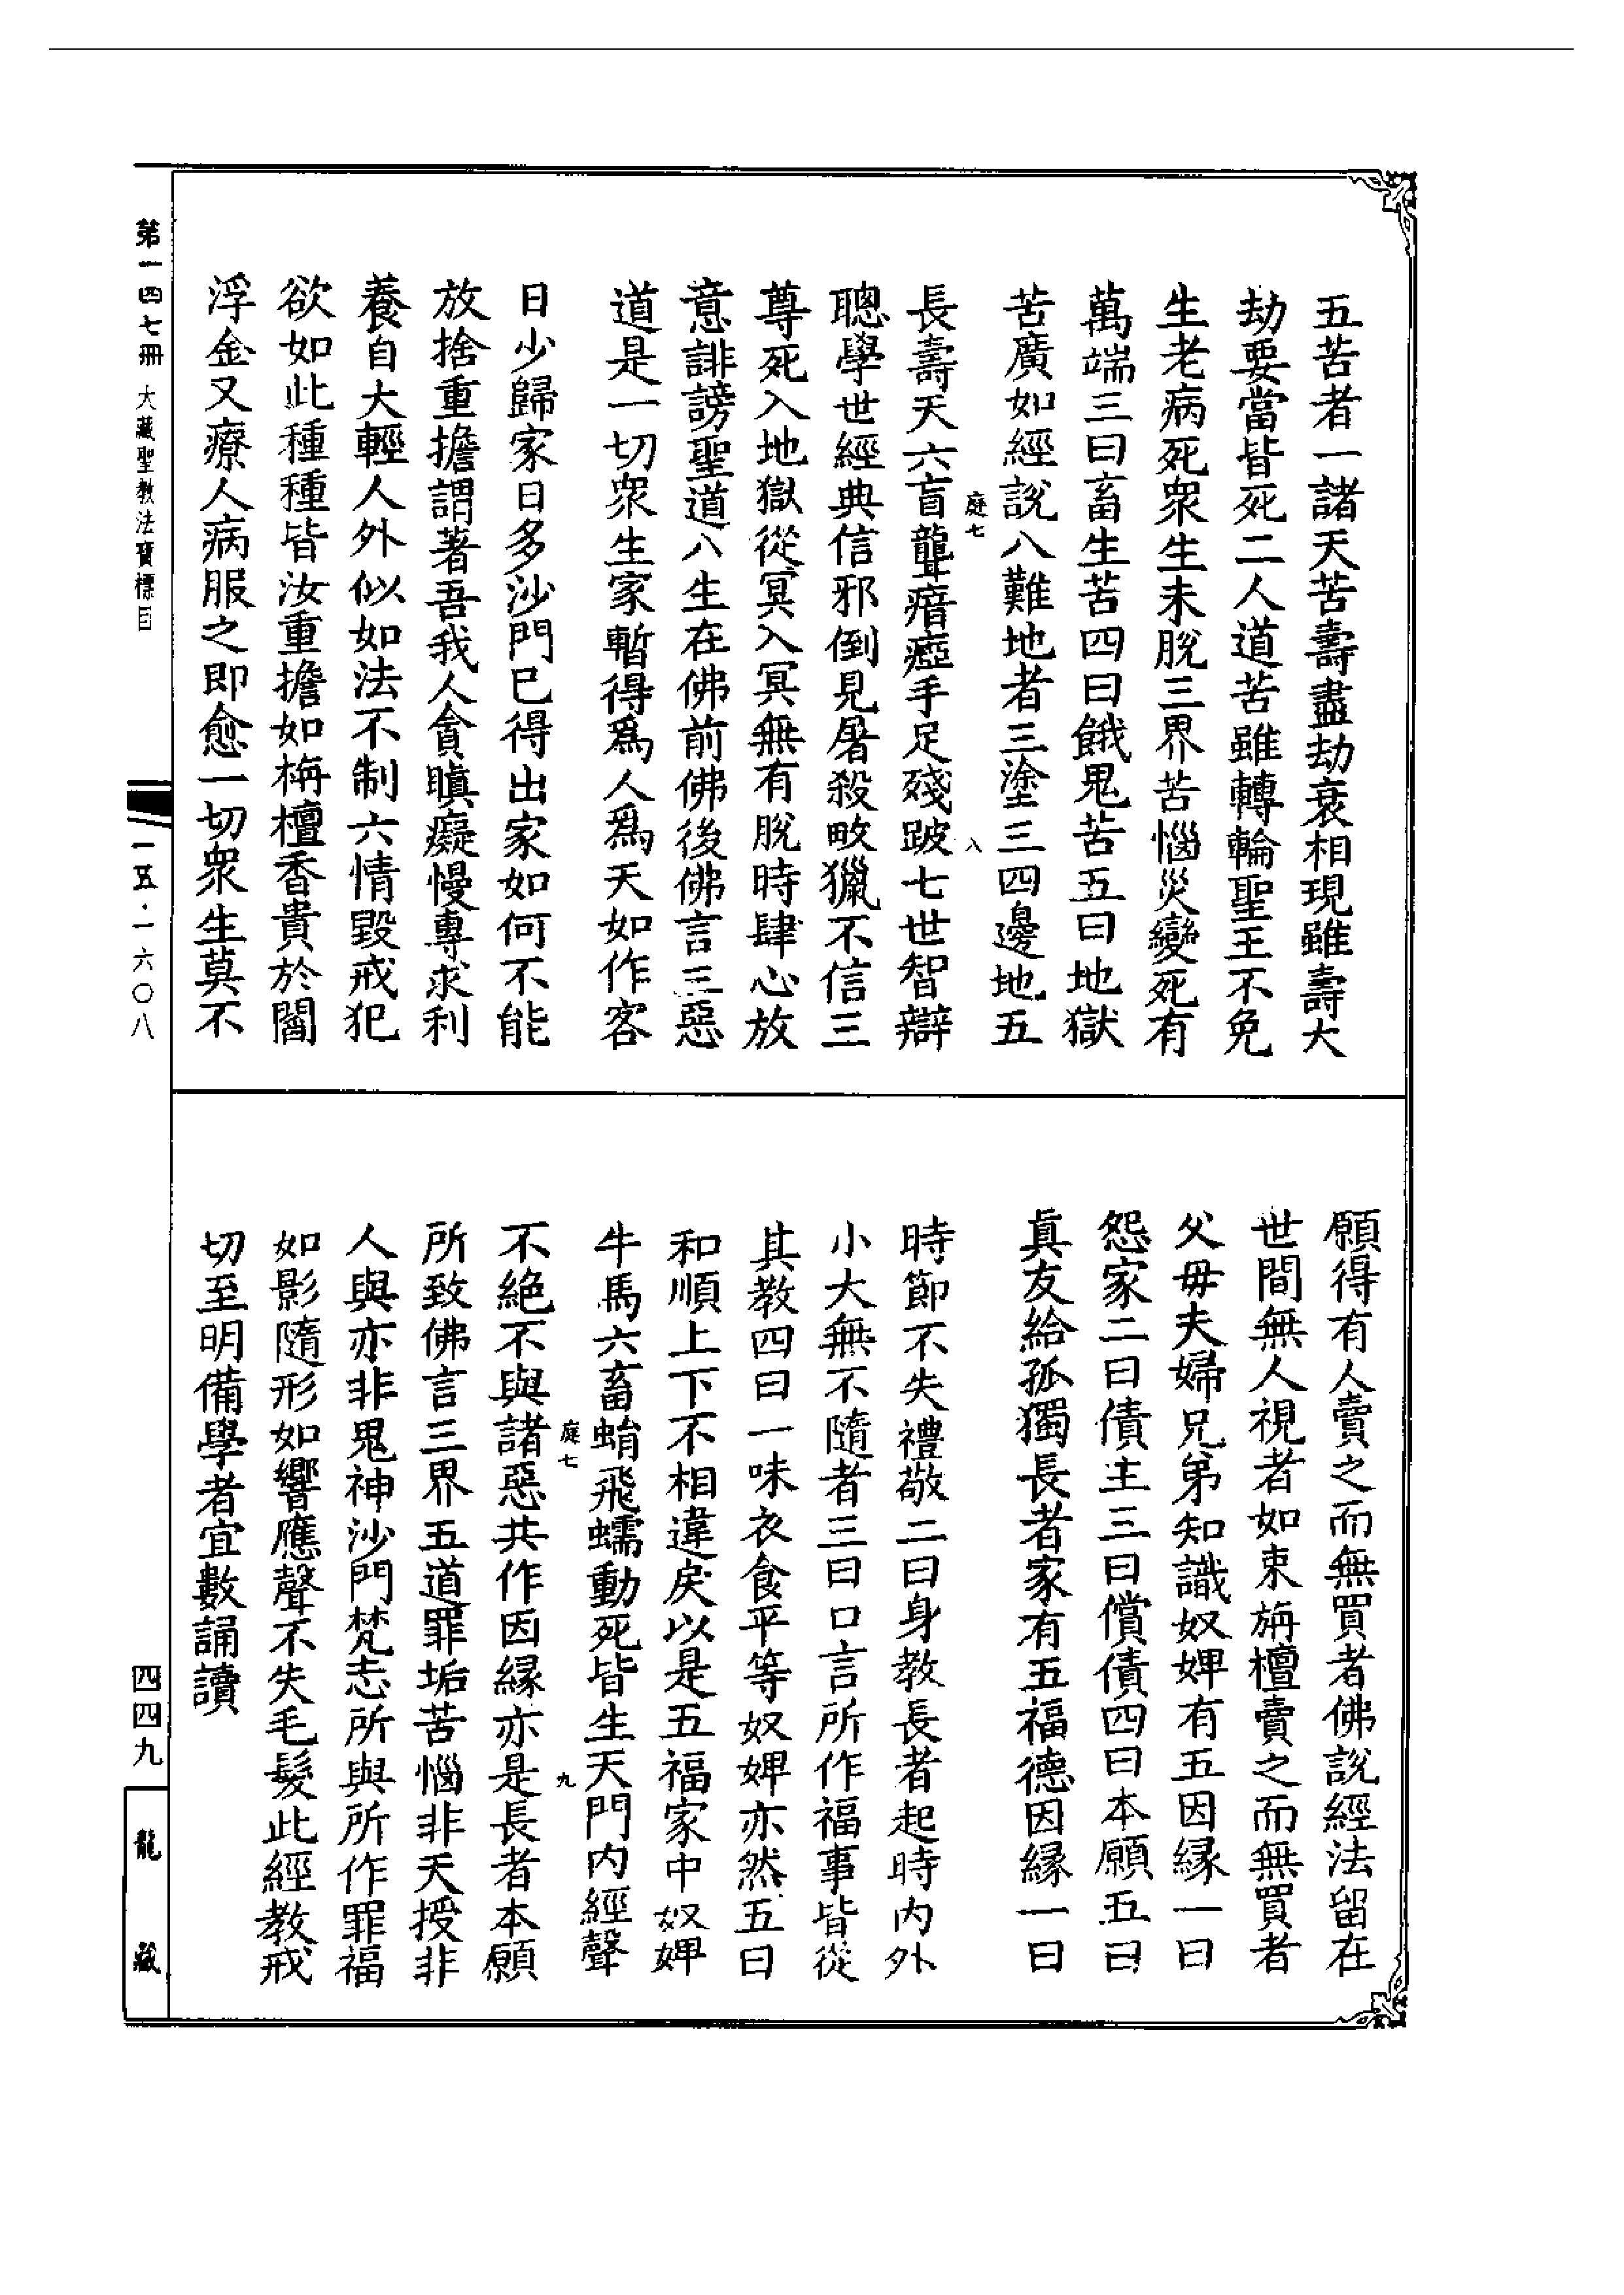 五苦者一諸天苦壽盡劫衰相現雖壽大
劫要當皆死二人道苦雖轉輪聖王不免
生老病死衆生未脫三界苦惱災變死有
萬端三曰畜生苦四曰餓鬼苦五曰地獄
苦廣如經說八難地者三塗三四邊地五
庭七
八
長壽天六盲聾瘖瘂手足殘跛七世智辯
聰學世經典信邪倒見屠殺畋獵不信三
尊死入地獄從冥入冥無有脫時肆心放
意誹謗聖道八生在佛前佛後佛言三惡
道是一切衆生家暫得爲人爲天如作客
日少歸家日多沙門已得出家如何不能
放捨重擔謂著吾我人貪瞋癡慢專求利
養自大輕人外似如法不制六情毀戒犯
欲如此種種皆汝重擔如栴檀香貴於閻
浮金又療人病服之即愈一切衆生莫不
願得有人賣之而無買者佛說經法留在
世間無人視者如束旃檀賣之而無買者
父毋夫婦兄弟知識奴婢有五因緣一曰
怨家二曰債主三曰償債四曰本願五曰
真友給孤獨長者家有五福德因緣一曰
時節不失禮敬二曰身教長者起時內外
小大無不隨者三曰口言所作福事皆從
其教四曰一味衣食平等奴婢亦然五曰
和順上下不相違戾以是五福家中奴婢
牛馬六畜蜎飛蠕動死皆生天門內經聲
庭七
九
不絕不與諸惡共作因緣亦是長者本願
所致佛言三界五道罪垢苦惱非天授非
人與亦非鬼神沙門梵志所與所作罪福
如影隨形如響應聲不失毛髮此經教戒
切至明備學者宜數誦讀
第一四七冊 大藏聖教法寶標目
一五・一六〇八
四四九
龍藏